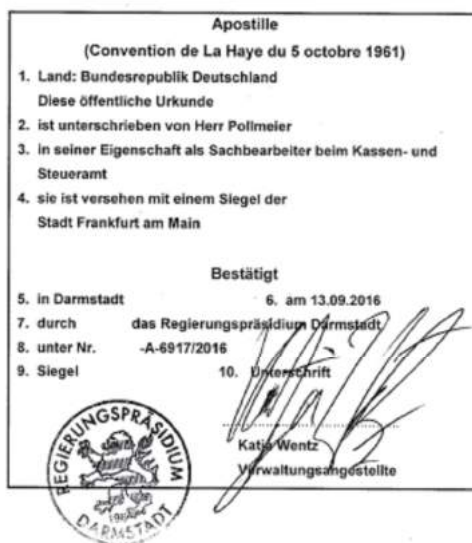 Apostille
(Convention de La Haye du 5 octobre 1961)
1. Land: Bundesrepublik Deutschland
Diese öffentliche Urkunde
2. ist unterschrieben von Herr Pollmeier
3. in seiner Eigenschaft als Sachbearbeiter beim Kassen- und
Steueramt
4. sie ist versehen mit einem Siegel der
Stadt Frankfurt am Main
Bestätigt
5. in Darmstadt 6. am 13.09.2016
7. durch das Regierungspräsidium Darmstadt
8. unter Nr. -A-6917/2016
9. Siegel 10. Unterschrift
Katja Wentz
Verwaltungsangestellte
REGIERUNGSPRÄSIDIUM
DARMSTADT